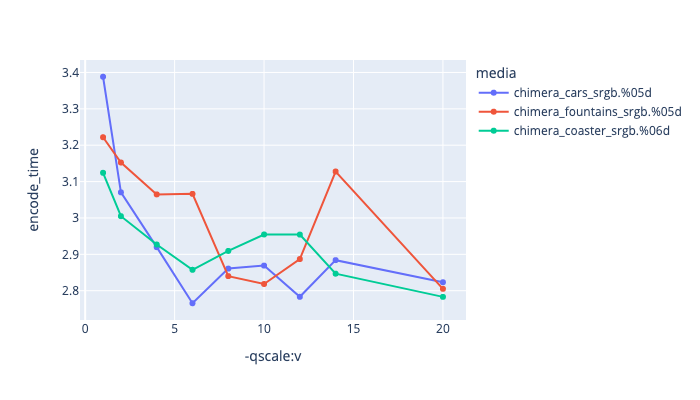 media
chimera_cars_srgb.%05d
chimera_fountains_srgb.%05d
chimera_coaster_srgb.%06d
encode_time
3.4
3.3
3.2
3.1
3
2.9
2.8
0 5 10 15 20
-qscale:v